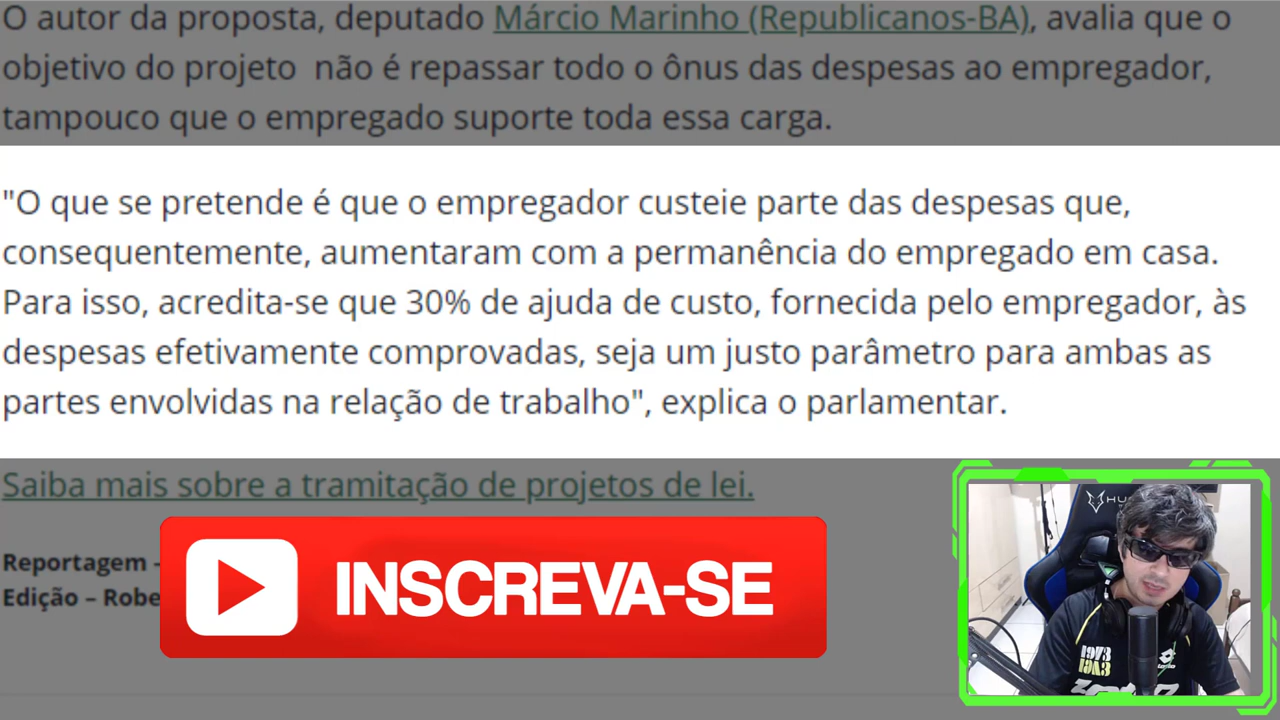 O autor da proposta, deputado Márcio Marinho (Republicanos-BA), avalia que o
objetivo do projeto não é repassar todo o ônus das despesas ao empregador,
tampouco que o empregado suporte toda essa carga.
"O que se pretende é que o empregador custeie parte das despesas que,
consequentemente, aumentaram com a permanência do empregado em casa.
Para isso, acredita-se que 30% de ajuda de custo, fornecida pelo empregador, às
despesas efetivamente comprovadas, seja um justo parâmetro para ambas as
partes envolvidas na relação de trabalho", explica o parlamentar.
Saiba mais sobre a tramitação de projetos de lei.
Reportagem –
Edição – Robe
INSCREVA-SE
HU
1973
lotto